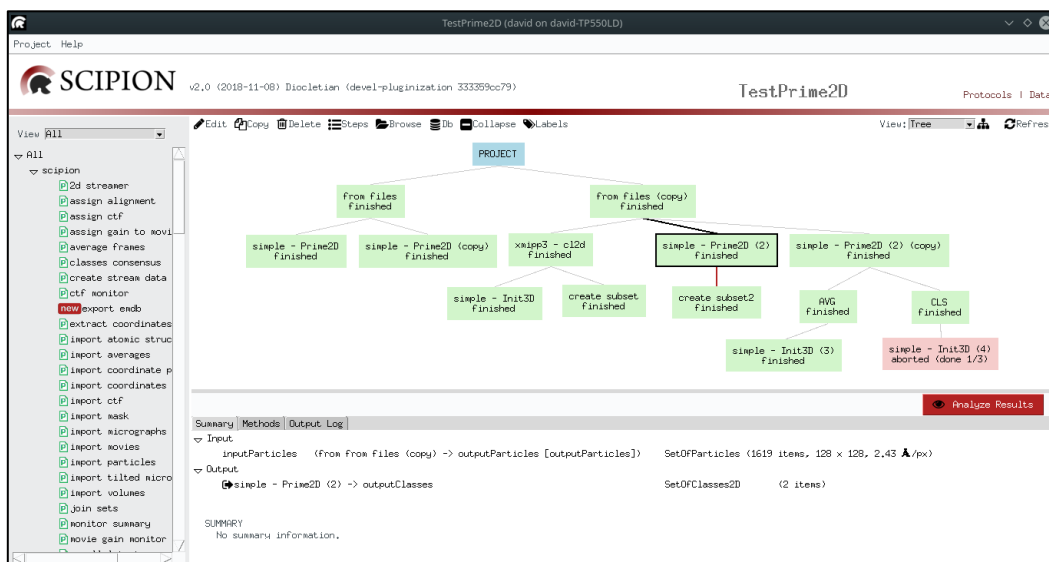 TestPrime2D (david on david-TP550LD)
Project Help
SCIPION v2.0 (2018-11-08) Diocletian (devel-pluginization 333359cc79) TestPrime2D Protocols | Data
View All
Edit Copy Delete Steps Browse Db Collapse Labels View: Tree Refres
All
scipion
2d streamer
assign alignment
assign ctf
assign gain to movi
average frames
classes consensus
create stream data
ctf monitor
new export emdb
extract coordinates
import atomic struc
import averages
import coordinate p
import coordinates
import ctf
import mask
import micrographs
import movies
import particles
import tilted micro
import volumes
join sets
monitor summary
movie gain monitor
PROJECT
from files
finished
from files (copy)
finished
simple - Prime2D
finished
simple - Prime2D (copy)
finished
xmipp3 - cl2d
finished
simple - Prime2D (2)
finished
simple - Prime2D (2) (copy)
finished
simple - Init3D
finished
create subset
finished
create subset2
finished
AVG
finished
CLS
finished
simple - Init3D (3)
finished
simple - Init3D (4)
aborted (done 1/3)
Analyze Results
Summary Methods Output Log
Input
inputParticles (from from files (copy) -> outputParticles [outputParticles]) SetOfParticles (1619 items, 128 x 128, 2.43 Å/px)
Output
simple - Prime2D (2) -> outputClasses SetOfClasses2D (2 items)
SUMMARY
No summary information.